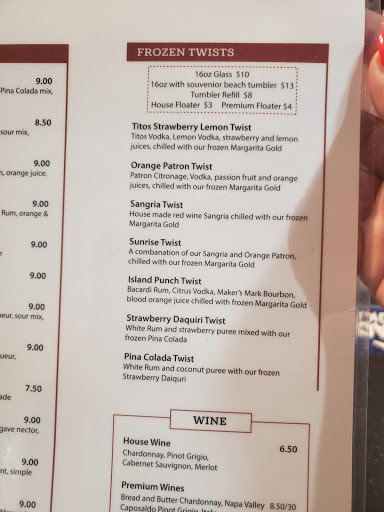 9.00
Pina Colada mix,
8.50
sour mix,
9.00
, orange juice,
9.00
Rum, orange &
9.00
9.00
9.00
eur, sour mix,
9.00
ueur,
7.50
ade
9.00
gave nectar,
9.00
nt, simple
9.00
FROZEN TWISTS
16oz Glass $10
16oz with souvenior beach tumbler $13
Tumbler Refill $8
House Floater $3 Premium Floater $4
Titos Strawberry Lemon Twist
Titos Vodka, Lemon Vodka, strawberry and lemon
juices, chilled with our frozen Margarita Gold
Orange Patron Twist
Patron Citronage, Vodka, passion fruit and orange
juices, chilled with our frozen Margarita Gold
Sangria Twist
House made red wine Sangria chilled with our frozen
Margarita Gold
Sunrise Twist
A combanation of our Sangria and Orange Patron,
chilled with our frozen Margarita Gold
Island Punch Twist
Bacardi Rum, Citrus Vodka, Maker's Mark Bourbon,
blood orange juice chilled with frozen Margarita Gold
Strawberry Daquiri Twist
White Rum and strawberry puree mixed with our
frozen Pina Colada
Pina Colada Twist
White Rum and coconut puree with our frozen
Strawberry Daiquri
WINE
House Wine 6.50
Chardonnay, Pinot Grigio,
Cabernet Sauvignon, Merlot
Premium Wines
Bread and Butter Chardonnay, Napa Valley 8.50/30
Caposaldo Pinot Grigio,